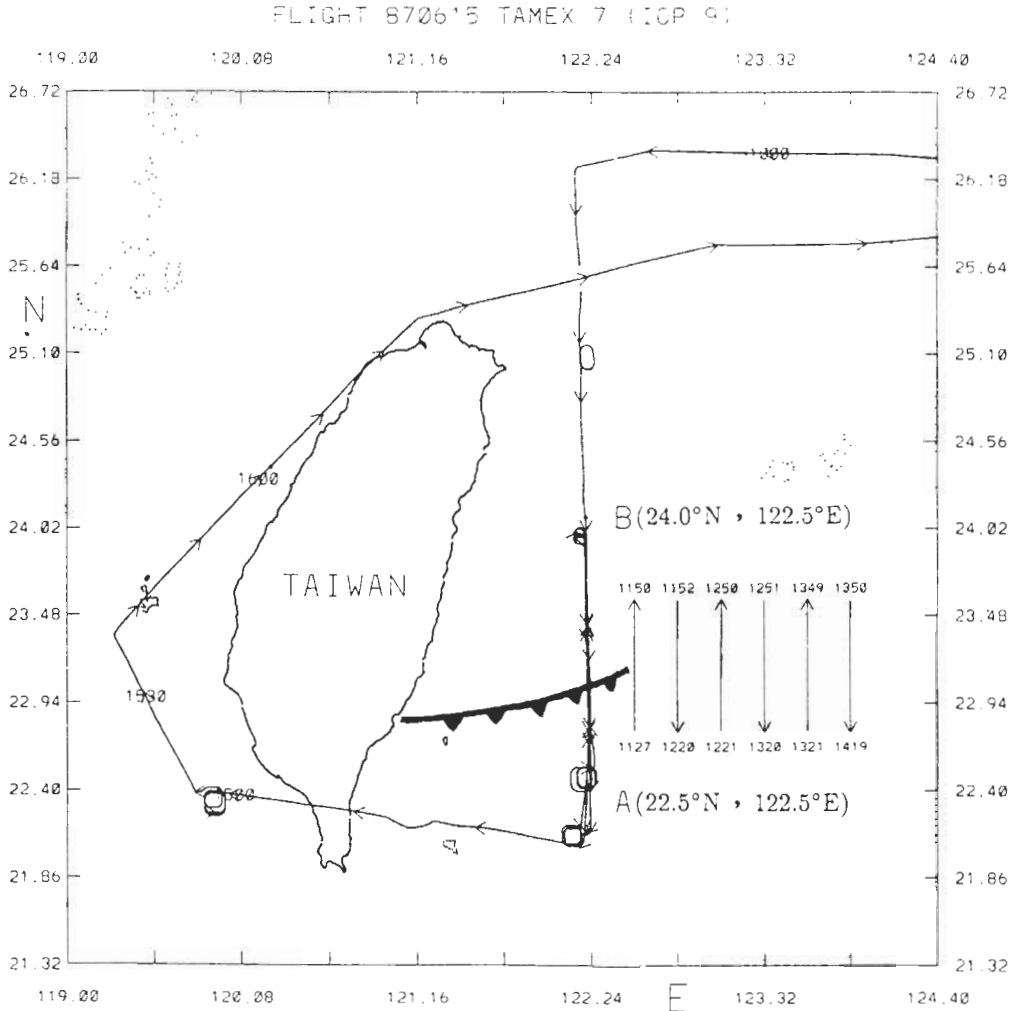 FLIGHT 870615 TAMEX 7 (IOP 9)
119.00 120.08 121.16 122.24 123.32 124.40
26.72 26.72
1300
26.18 26.18
25.64 25.64
N
25.10 25.10
24.56 24.56
1600
B(24.0°N , 122.5°E)
24.02 24.02
TAIWAN
1150 1152 1250 1251 1349 1350
23.48 23.48
1530
22.94 22.94
1127 1220 1221 1320 1321 1419
22.40 22.40
A(22.5°N , 122.5°E)
21.86 21.86
21.32 21.32
119.00 120.08 121.16 122.24 123.32 124.40
E